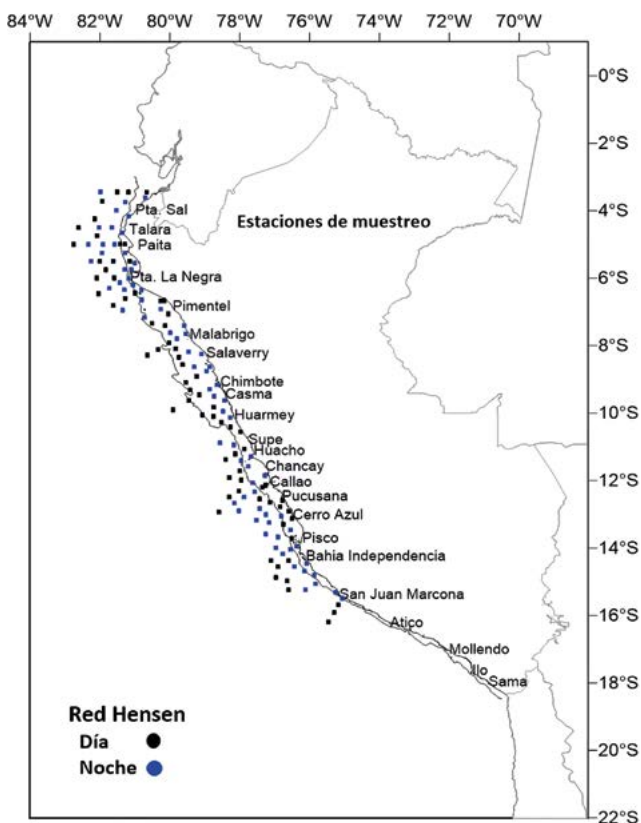 84°W 82°W 80°W 78°W 76°W 74°W 72°W 70°W
0°S
2°S
4°S
6°S
8°S
10°S
12°S
14°S
16°S
18°S
20°S
22°S
Estaciones de muestreo
Pta. Sal
Talara
Paita
Pta. La Negra
Pimentel
Malabrigo
Salaverry
Chimbote
Casma
Huarmey
Supe
Huacho
Chancay
Callao
Pucusana
Cerro Azul
Pisco
Bahia Independencia
San Juan Marcona
Atico
Mollendo
Ilo
Sama
Red Hensen
Día
Noche